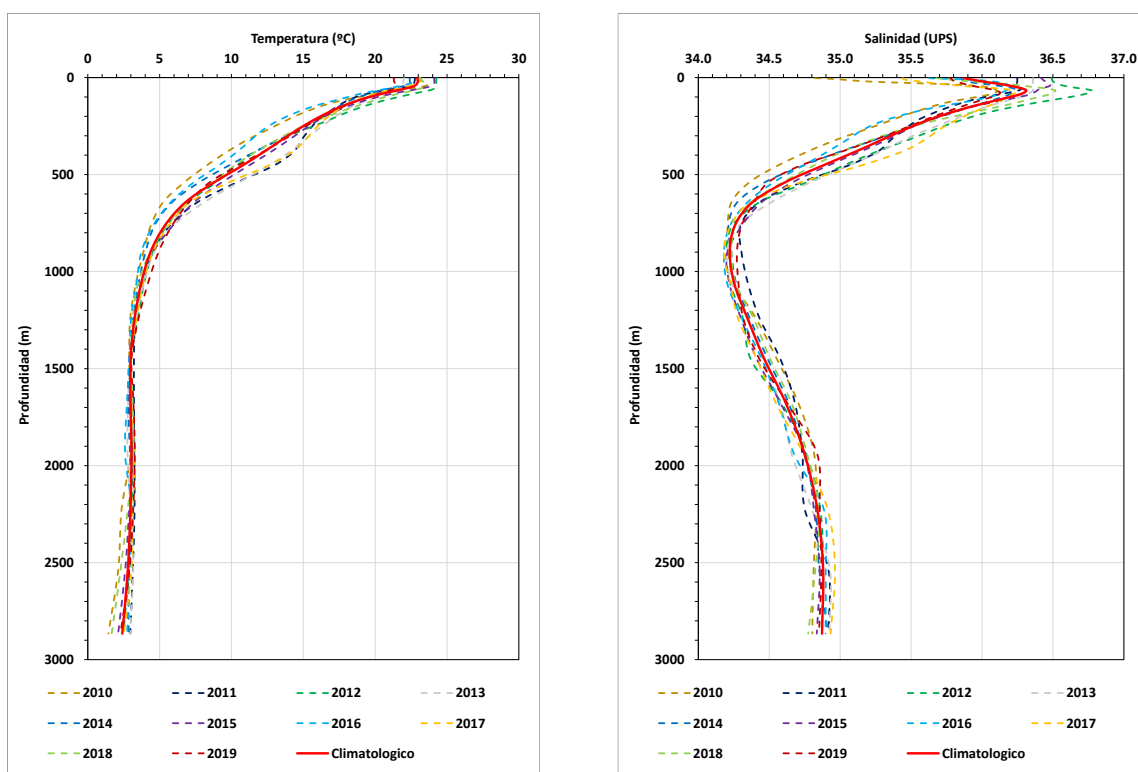 Temperatura (ºC)
0 5 10 15 20 25 30
0
500
1000
1500
2000
2500
3000
Profundidad (m)
2010 2011 2012 2013
2014 2015 2016 2017
2018 2019 Climatologico
Salinidad (UPS)
34.0 34.5 35.0 35.5 36.0 36.5 37.0
0
500
1000
1500
2000
2500
3000
Profundidad (m)
2010 2011 2012 2013
2014 2015 2016 2017
2018 2019 Climatologico